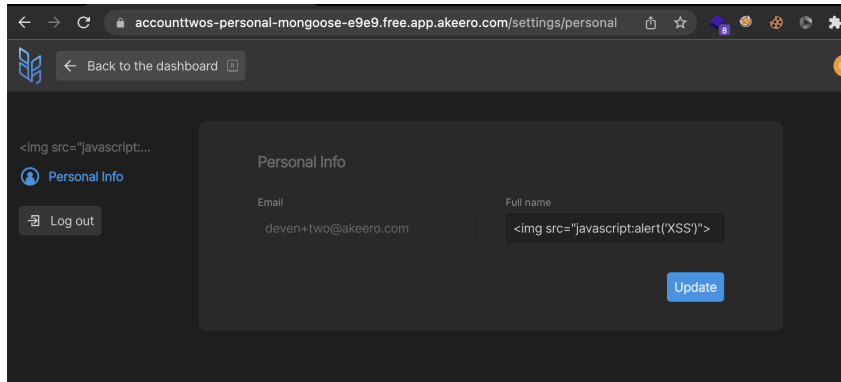 accounttwos-personal-mongoose-e9e9.free.app.akeero.com/settings/personal
8
Back to the dashboard
<img src="javascript:...
Personal Info
Log out
Personal Info
Email
Full name
deven+two@akeero.com
<img src="javascript:alert('XSS')">
Update